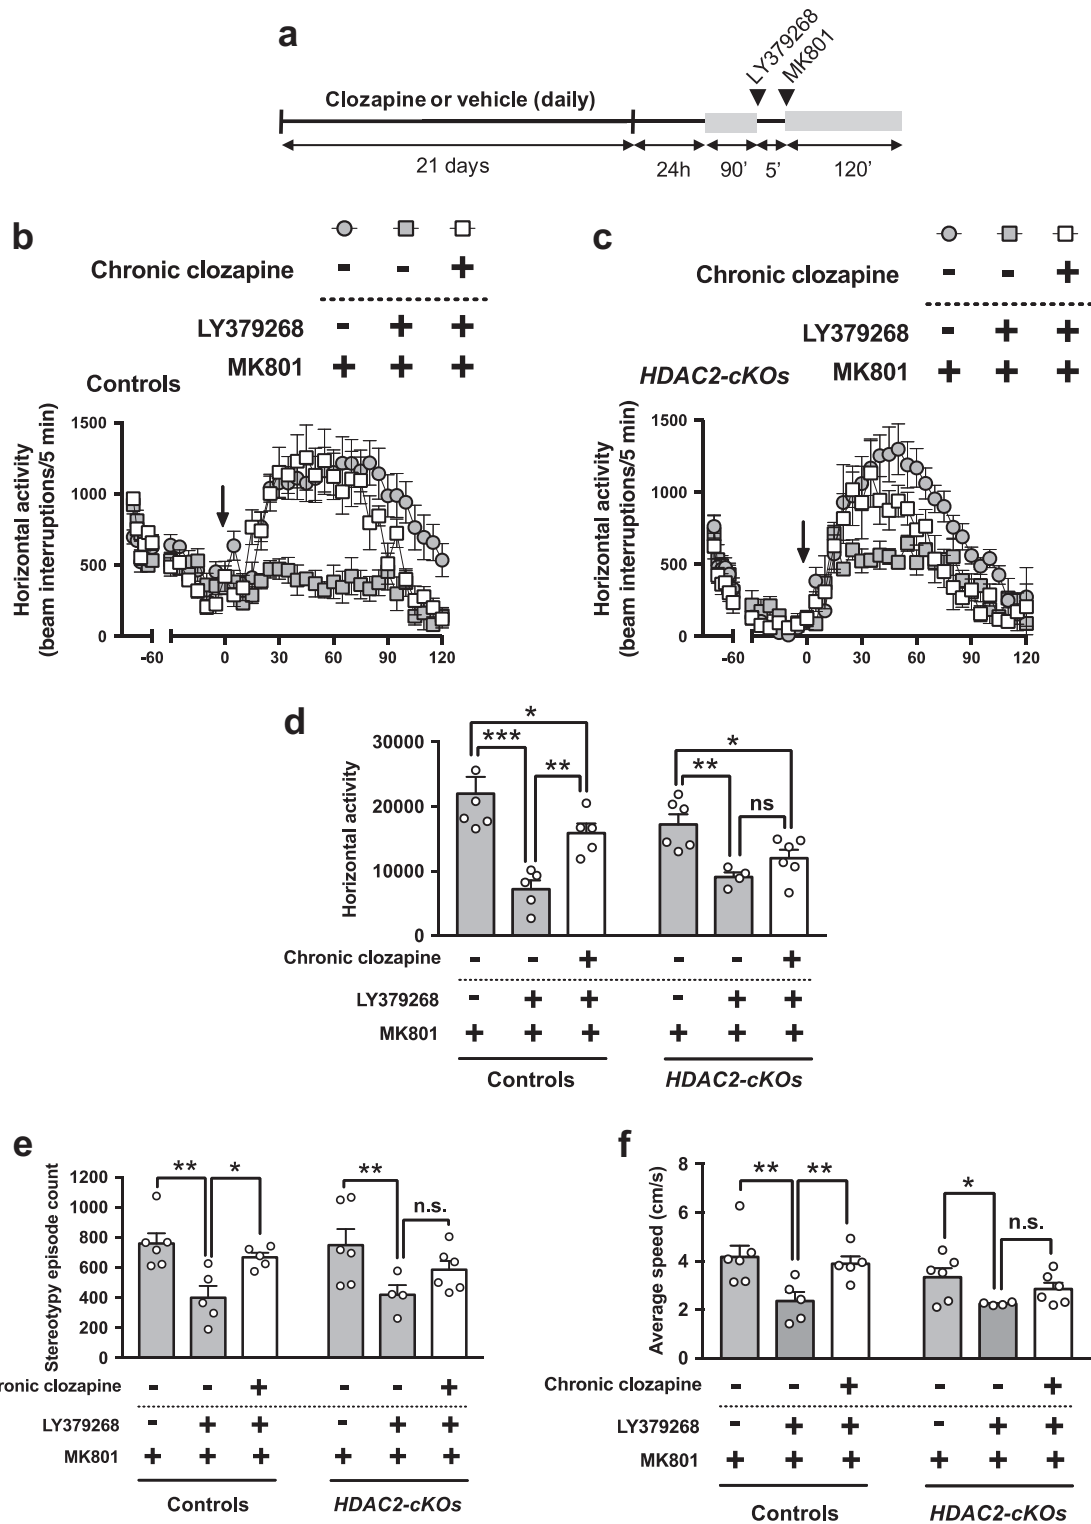 a
LY379268
MK801
Clozapine or vehicle (daily)
21 days
24h
90’
5’
120’
b
Chronic clozapine - - +
LY379268 - + +
MK801 + + +
Controls
Horizontal activity
(beam interruptions/5 min)
1500
1000
500
0
-60 0 30 60 90 120
c
Chronic clozapine - - +
LY379268 - + +
MK801 + + +
HDAC2-cKOs
Horizontal activity
(beam interruptions/5 min)
1500
1000
500
0
-60 0 30 60 90 120
d
Horizontal activity
30000
20000
10000
0
* *** **
* ** ns
Chronic clozapine - - + - - +
LY379268 - + + - + +
MK801 + + + + + +
Controls HDAC2-cKOs
e
Stereotypy episode count
1200
1000
800
600
400
200
0
** * ** n.s.
ronic clozapine - - + - - +
LY379268 - + + - + +
MK801 + + + + + +
Controls HDAC2-cKOs
f
Average speed (cm/s)
8
6
4
2
0
** ** * n.s.
Chronic clozapine - - + - - +
LY379268 - + + - + +
MK801 + + + + + +
Controls HDAC2-cKOs